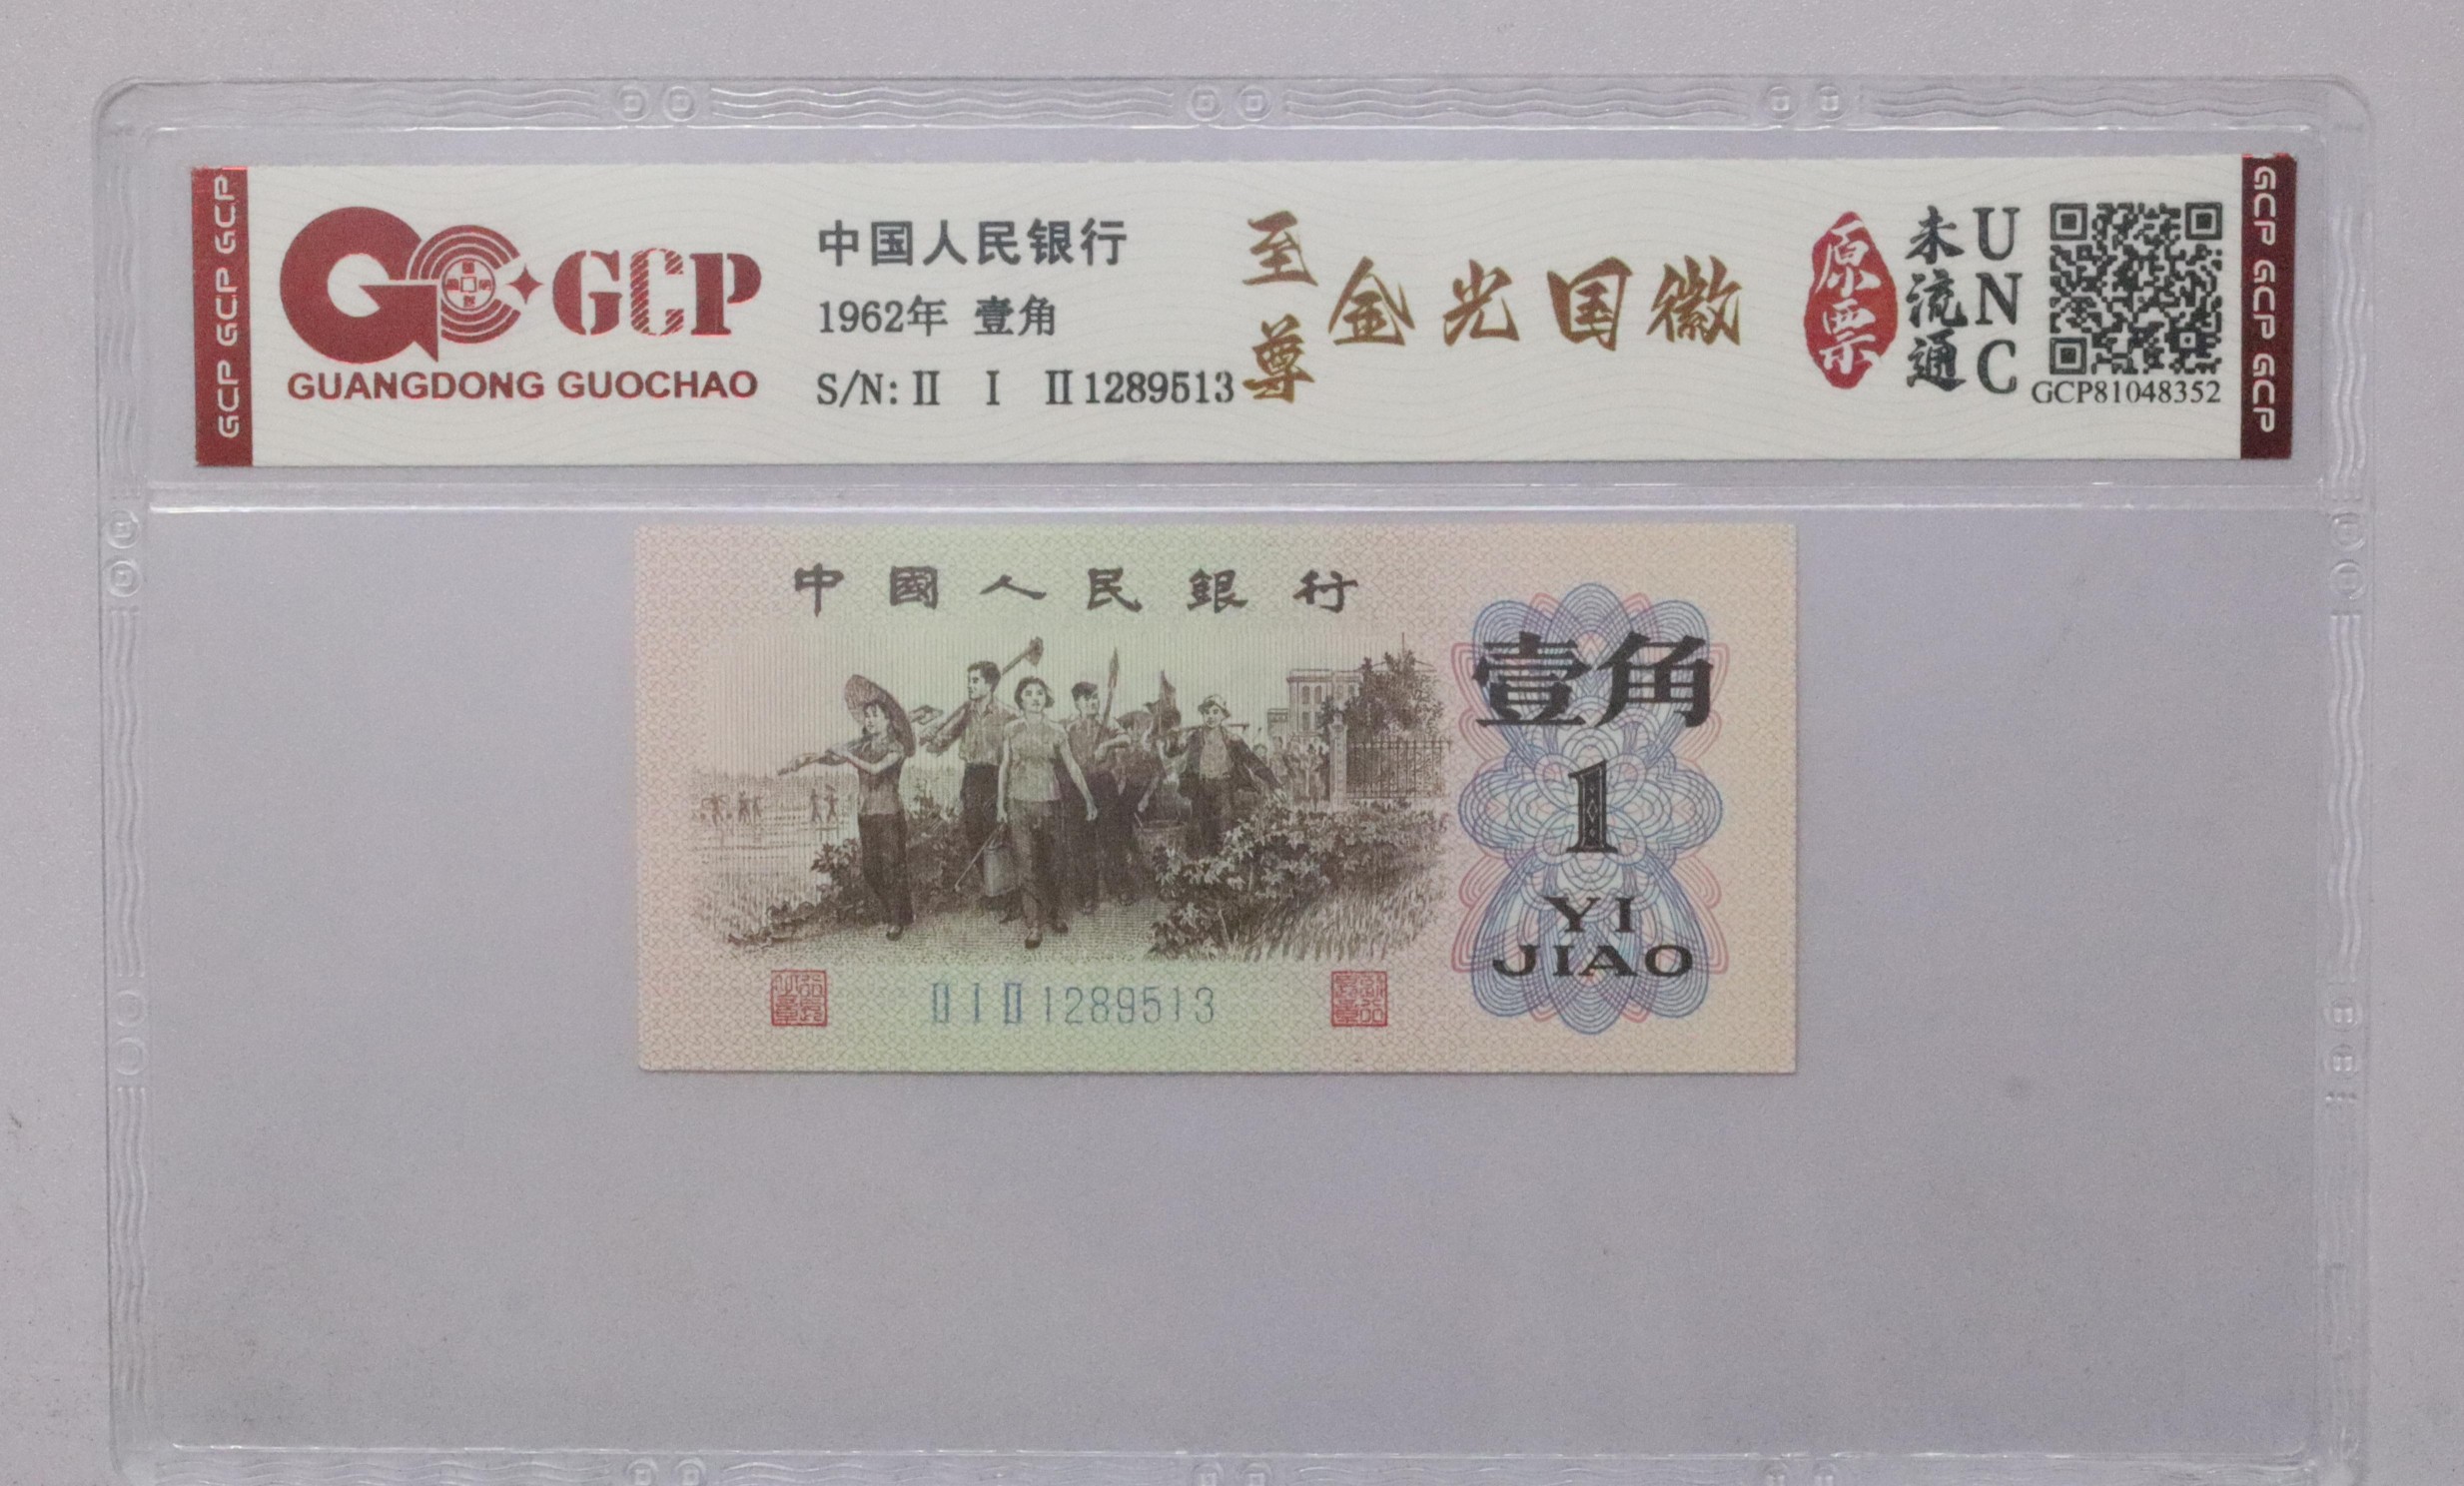 GCP GCP GCP
GCP
GUANGDONG GUOCHAO
中国人民银行
1962年 壹角
S/N: II I II 1289513
至尊
金光国徽
原票
未流通
UNC
GCP81048352
GCP GCP GCP
中國人民銀行
壹角
1
YI
JIAO
II I II 1289513